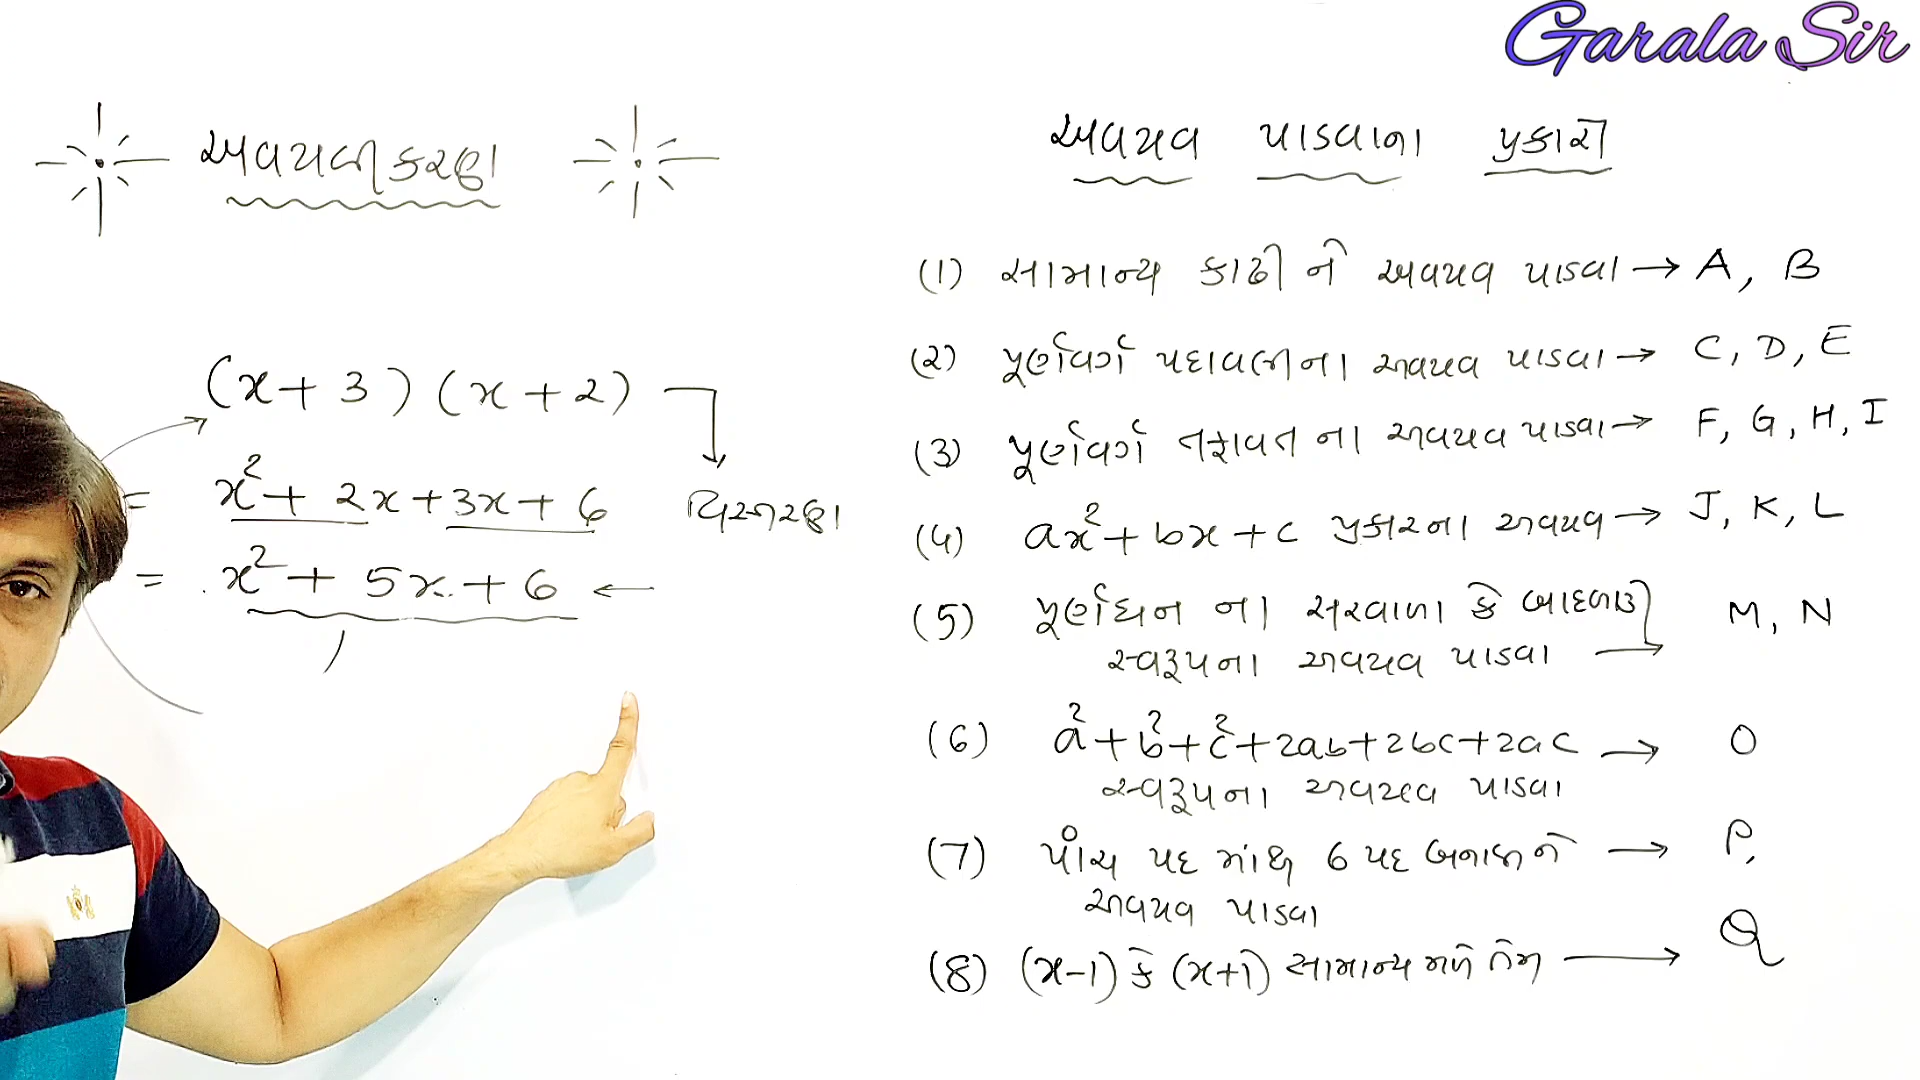 Garala Sir
અવયવીકરણ
(x + 3) (x + 2)
= x² + 2x + 3x + 6
વિસ્તરણ
= x² + 5x + 6 ←
અવયવ પાડવાના પ્રકારો
(1) સામાન્ય કાઢી ને અવયવ પાડવા → A, B
(2) પૂર્ણવર્ગ પદાવલીના અવયવ પાડવા → C, D, E
(3) પૂર્ણવર્ગ તફાવત ના અવયવ પાડવા → F, G, H, I
(4) ax² + bx + c પ્રકારના અવયવ → J, K, L
(5) પૂર્ણઘન ના સરવાળા કે બાદબાકી
સ્વરૂપના અવયવ પાડવા → M, N
(6) a² + b² + c² + 2ab + 2bc + 2ac → O
સ્વરૂપના અવયવ પાડવા
(7) પાંચ પદ માંથી 6 પદ બનાવીને → P,
અવયવ પાડવા
(8) (x-1) કે (x+1) સામાન્ય મળે તેમ → Q